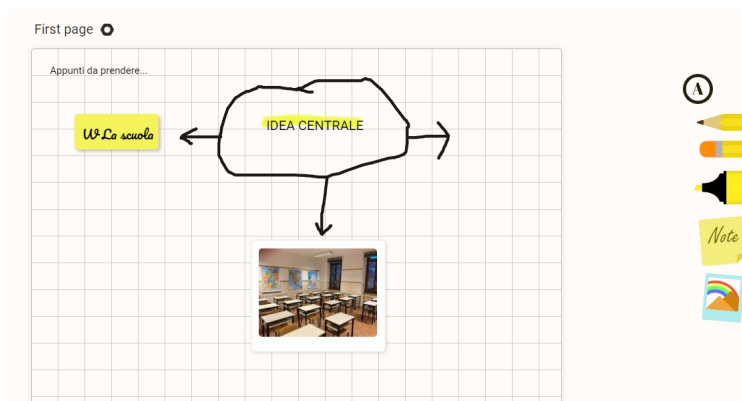 First page
Appunti da prendere...
IDEA CENTRALE
W La scuola
A
Note